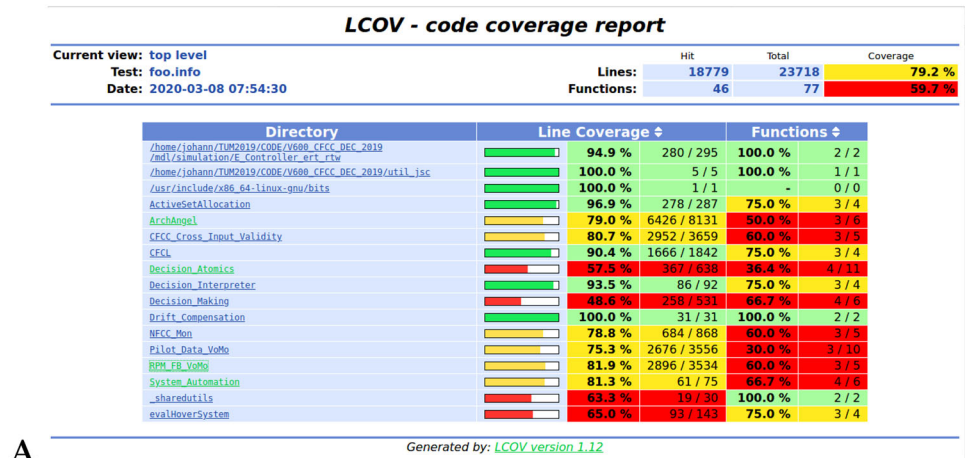 LCOV - code coverage report
Current view: top level
Hit Total Coverage
Test: foo.info Lines: 18779 23718 79.2 %
Date: 2020-03-08 07:54:30 Functions: 46 77 59.7 %
Directory Line Coverage Functions
/home/johann/TUM2019/CODE/V600_CFCC_DEC_2019
/mdl/simulation/E_Controller_ert_rtw 94.9 % 280 / 295 100.0 % 2 / 2
/home/johann/TUM2019/CODE/V600_CFCC_DEC_2019/util_jsc 100.0 % 5 / 5 100.0 % 1 / 1
/usr/include/x86_64-linux-gnu/bits 100.0 % 1 / 1 - 0 / 0
ActiveSetAllocation 96.9 % 278 / 287 75.0 % 3 / 4
ArchAngel 79.0 % 6426 / 8131 50.0 % 3 / 6
CFCC_Cross_Input_Validity 80.7 % 2952 / 3659 60.0 % 3 / 5
CFCL 90.4 % 1666 / 1842 75.0 % 3 / 4
Decision_Atomics 57.5 % 367 / 638 36.4 % 4 / 11
Decision_Interpreter 93.5 % 86 / 92 75.0 % 3 / 4
Decision_Making 48.6 % 258 / 531 66.7 % 4 / 6
Drift_Compensation 100.0 % 31 / 31 100.0 % 2 / 2
NFCC_Mon 78.8 % 684 / 868 60.0 % 3 / 5
Pilot_Data_VoMo 75.3 % 2676 / 3556 30.0 % 3 / 10
RPM_FB_VoMo 81.9 % 2896 / 3534 60.0 % 3 / 5
System_Automation 81.3 % 61 / 75 66.7 % 4 / 6
_sharedutils 63.3 % 19 / 30 100.0 % 2 / 2
evalHoverSystem 65.0 % 93 / 143 75.0 % 3 / 4
Generated by: LCOV version 1.12
A